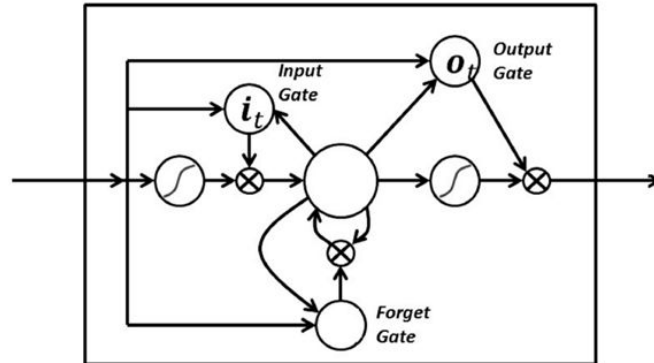 Output
Gate
o_t
Input
Gate
i_t
Forget
Gate